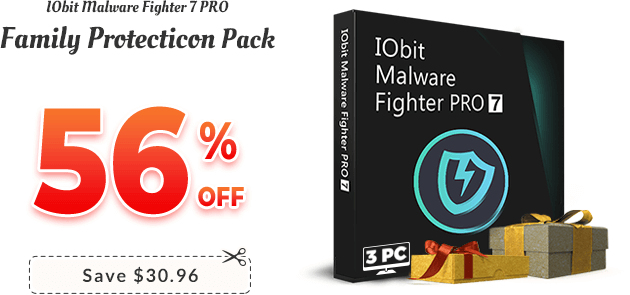 IObit Malware Fighter 7 PRO
Family Protecticon Pack
56% OFF
Save $30.96
IObit Malware Fighter PRO 7
IObit
Malware
Fighter PRO 7
3 PC